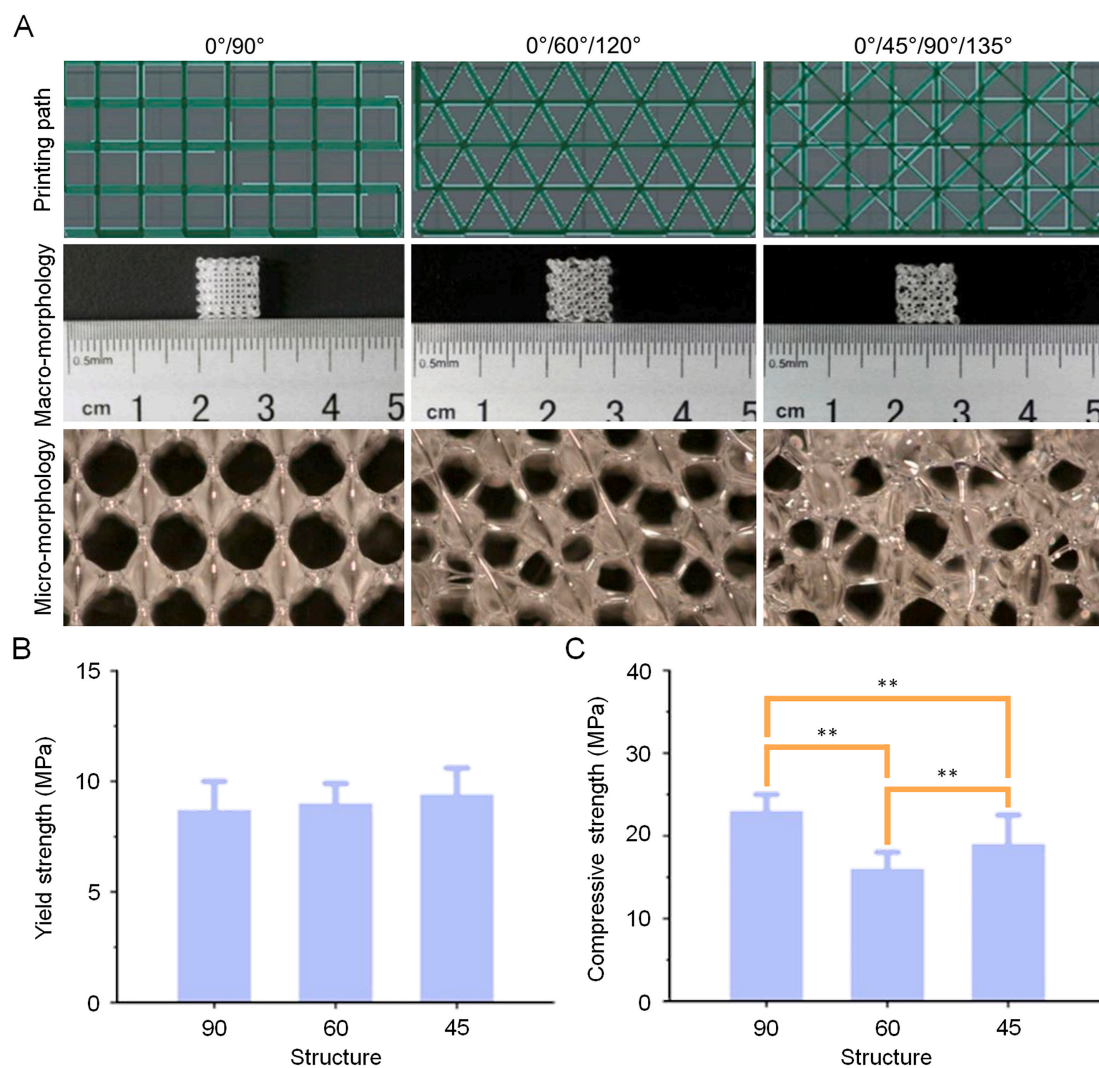 A
0°/90°
0°/60°/120°
0°/45°/90°/135°
Printing path
Macro-morphology
0.5mm
cm 1 2 3 4 5
0.5mm
cm 1 2 3 4 5
0.5mm
cm 1 2 3 4 5
Micro-morphology
B
Yield strength (MPa)
15
10
5
0
90 60 45
Structure
C
Compressive strength (MPa)
40
30
20
10
0
**
**
**
90 60 45
Structure